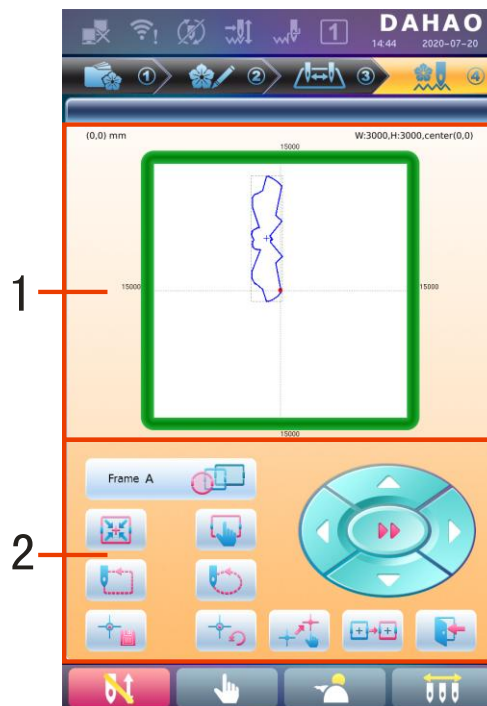 DAHAO
1
14:44 2020-07-20
① ② ③ ④
(0,0) mm W:3000,H:3000,center(0,0)
15000
1
15000 15000
15000
Frame A
2